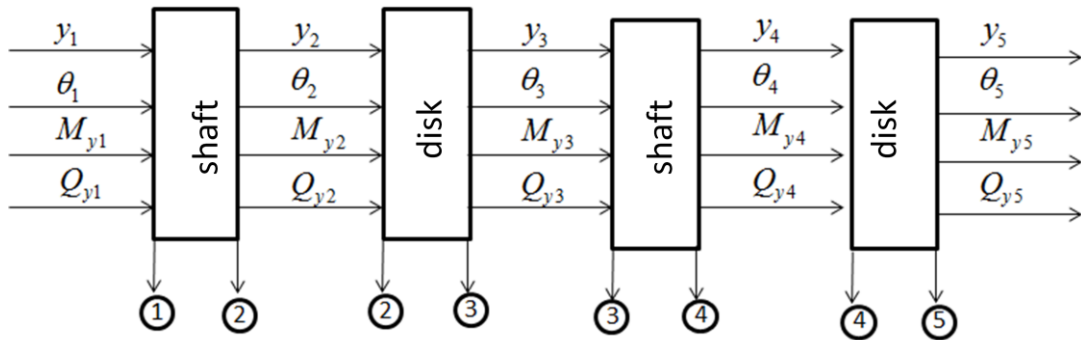 y1 y2 y3 y4 y5
θ1 θ2 θ3 θ4 θ5
My1 My2 My3 My4 My5
Qy1 Qy2 Qy3 Qy4 Qy5
shaft disk shaft disk
1 2 2 3 3 4 4 5